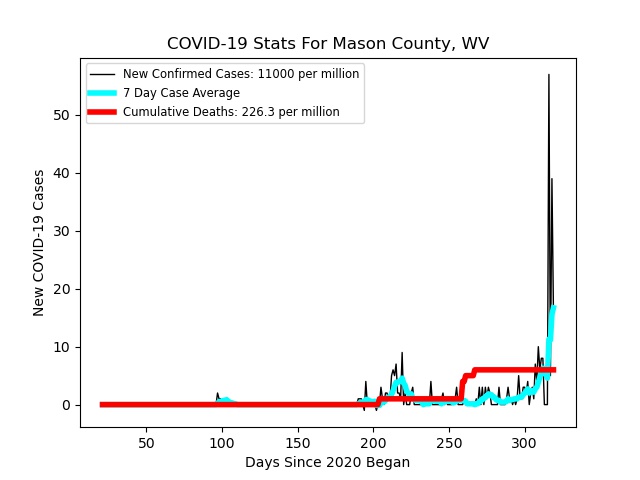 COVID-19 Stats For Mason County, WV
New Confirmed Cases: 11000 per million
7 Day Case Average
Cumulative Deaths: 226.3 per million
New COVID-19 Cases
50
40
30
20
10
0
50 100 150 200 250 300
Days Since 2020 Began